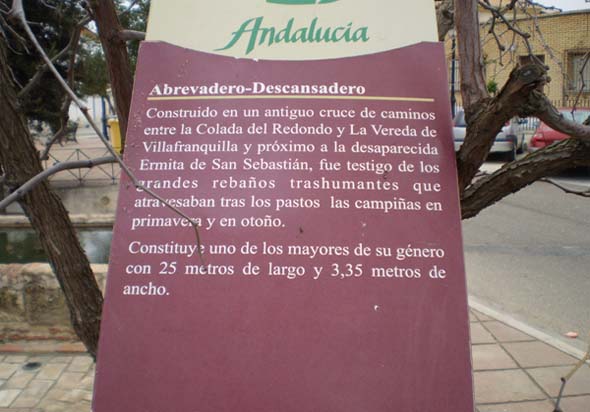 Andalucía
Abrevadero-Descansadero
Construido en un antiguo cruce de caminos
entre la Colada del Redondo y La Vereda de
Villafranquilla y próximo a la desaparecida
Ermita de San Sebastián, fue testigo de los
grandes rebaños trashumantes que
atravesaban tras los pastos las campiñas en
primavera y en otoño.
Constituye uno de los mayores de su género
con 25 metros de largo y 3,35 metros de
ancho.